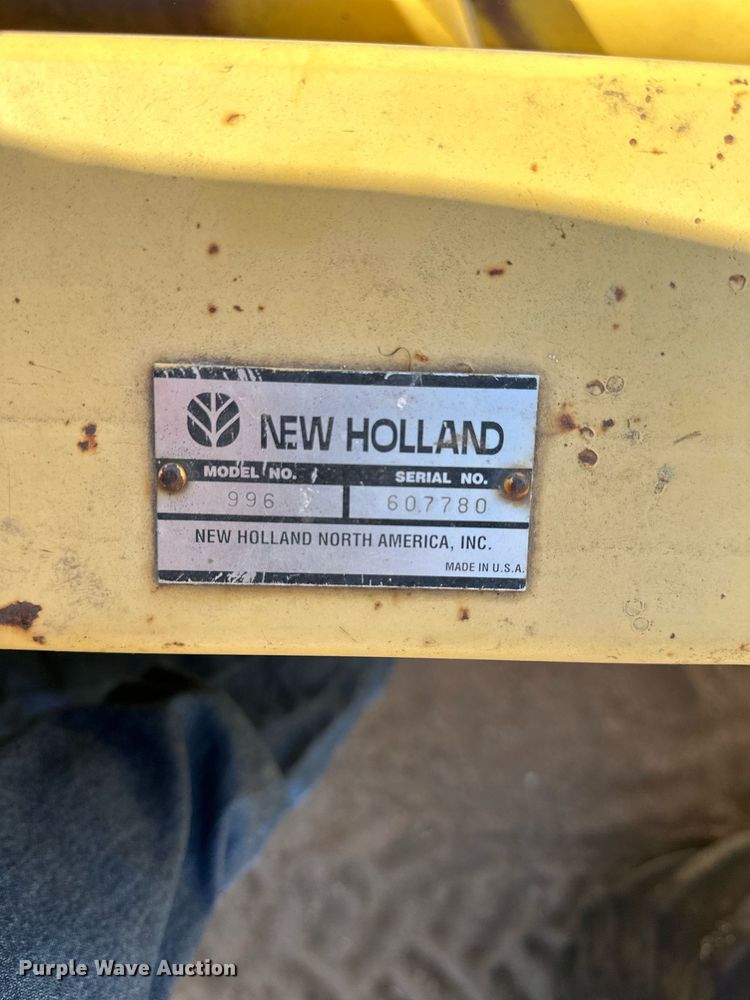 NEW HOLLAND
MODEL NO. SERIAL NO.
996 607780
NEW HOLLAND NORTH AMERICA, INC.
MADE IN U.S.A.
Purple Wave Auction